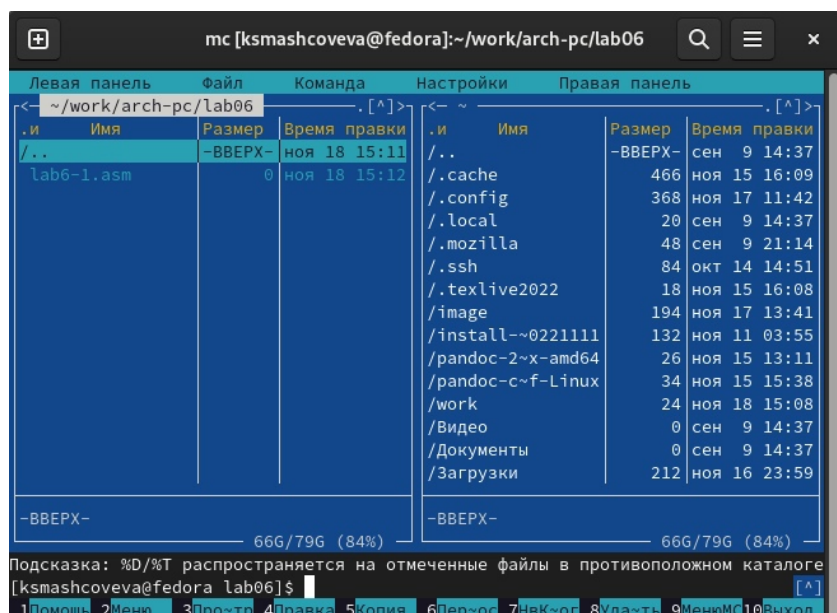 mc [ksmashcoveva@fedora]:~/work/arch-pc/lab06
Левая панель Файл Команда Настройки Правая панель
<— ~/work/arch-pc/lab06 .[^]> <— ~ .[^]>
.и Имя Размер Время правки .и Имя Размер Время правки
/.. -ВВЕРХ- ноя 18 15:11 /.. -ВВЕРХ- сен 9 14:37
lab6-1.asm 0 ноя 18 15:12 /.cache 466 ноя 15 16:09
/.config 368 ноя 17 11:42
/.local 20 сен 9 14:37
/.mozilla 48 сен 9 21:14
/.ssh 84 окт 14 14:51
/.texlive2022 18 ноя 15 16:08
/image 194 ноя 17 13:41
/install-~0221111 132 ноя 11 03:55
/pandoc-2~x-amd64 26 ноя 15 13:11
/pandoc-c~f-Linux 34 ноя 15 15:38
/work 24 ноя 18 15:08
/Видео 0 сен 9 14:37
/Документы 0 сен 9 14:37
/Загрузки 212 ноя 16 23:59
-ВВЕРХ- -ВВЕРХ-
66G/79G (84%) 66G/79G (84%)
Подсказка: %D/%T распространяется на отмеченные файлы в противоположном каталоге
[ksmashcoveva@fedora lab06]$ [^]
1Помощь 2Меню 3Про~тр 4Правка 5Копия 6Пер~ос 7НвК~ог 8Уда~ть 9МенюМС 10Выход